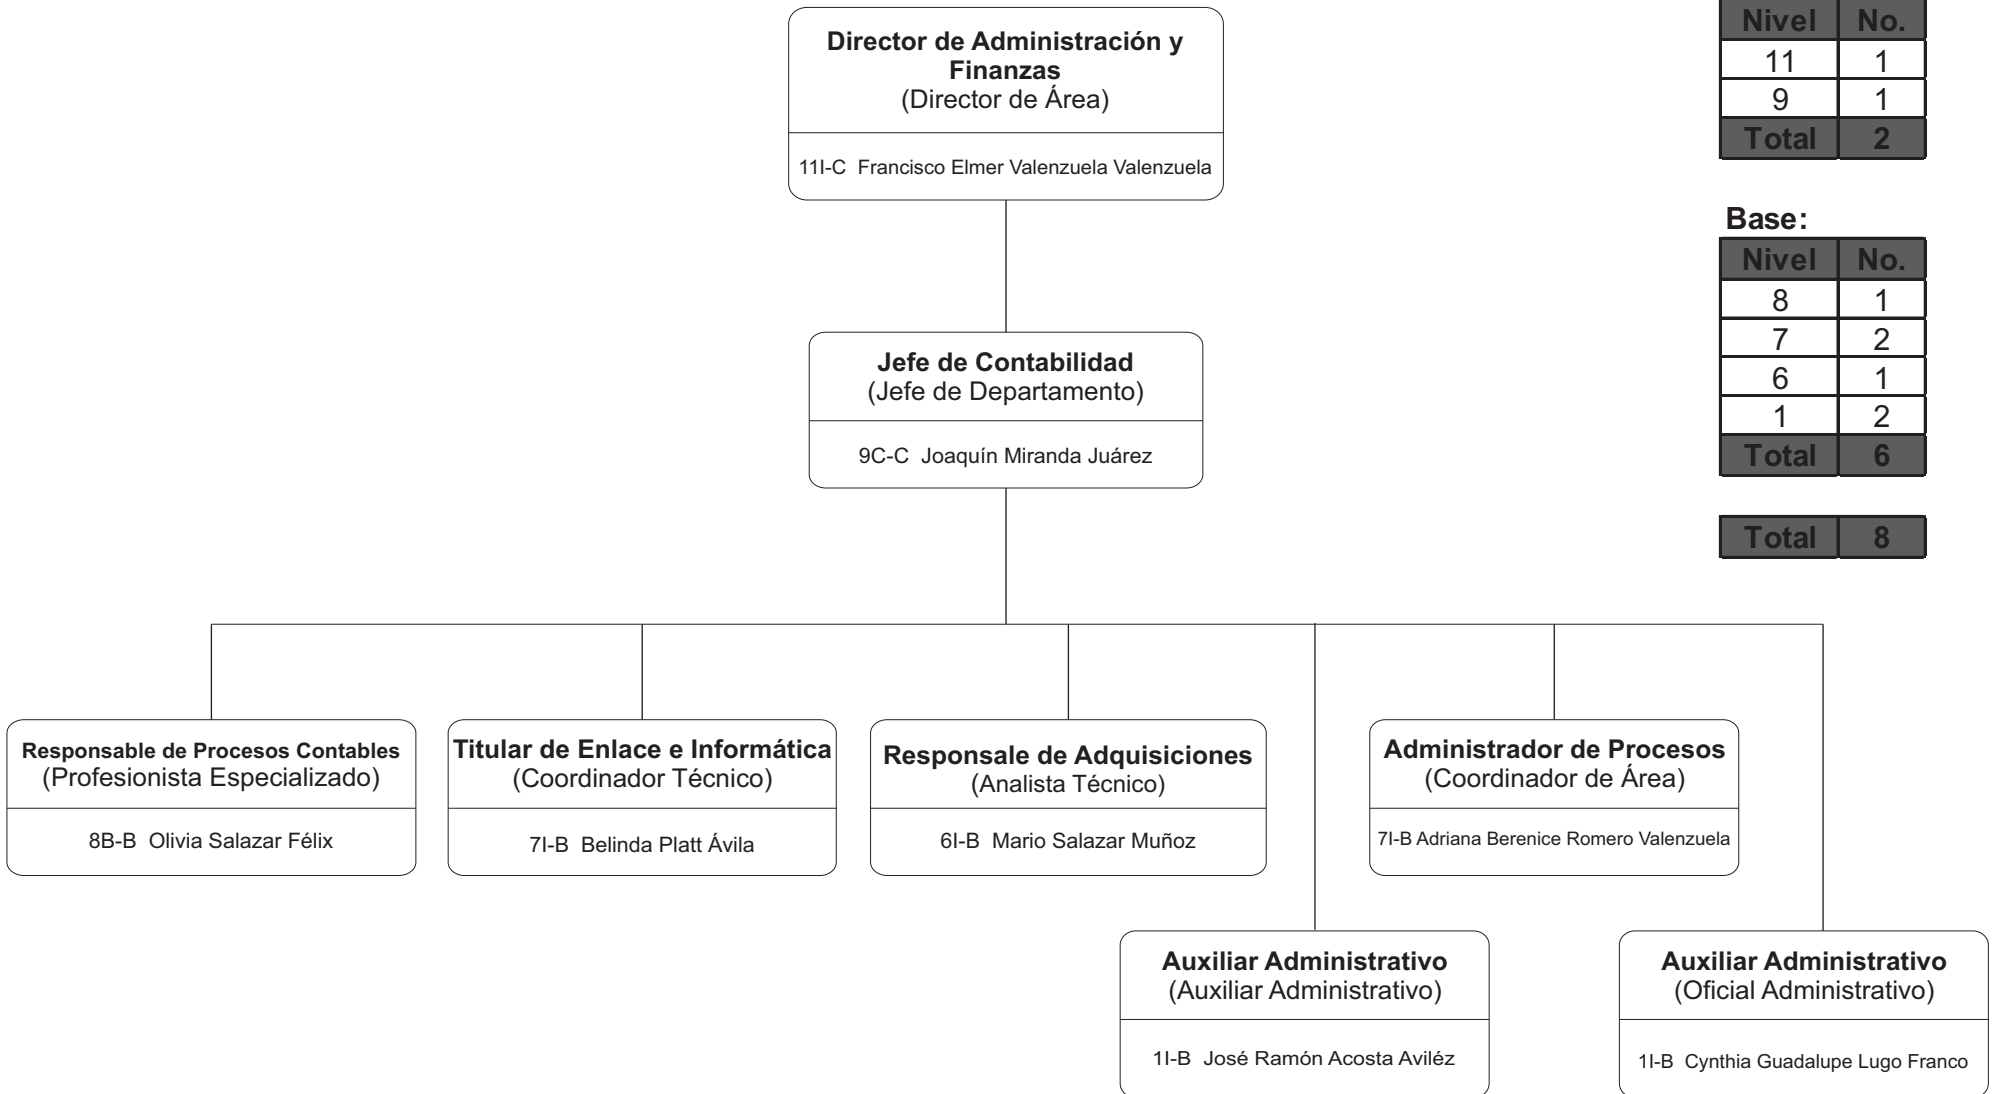 Director de Administración y
Finanzas
(Director de Área)
11I-C Francisco Elmer Valenzuela Valenzuela
Nivel No.
11 1
9 1
Total 2
Base:
Nivel No.
8 1
7 2
6 1
1 2
Total 6
Total 8
Jefe de Contabilidad
(Jefe de Departamento)
9C-C Joaquín Miranda Juárez
Responsable de Procesos Contables
(Profesionista Especializado)
8B-B Olivia Salazar Félix
Titular de Enlace e Informática
(Coordinador Técnico)
7I-B Belinda Platt Ávila
Responsale de Adquisiciones
(Analista Técnico)
6I-B Mario Salazar Muñoz
Administrador de Procesos
(Coordinador de Área)
7I-B Adriana Berenice Romero Valenzuela
Auxiliar Administrativo
(Auxiliar Administrativo)
1I-B José Ramón Acosta Aviléz
Auxiliar Administrativo
(Oficial Administrativo)
1I-B Cynthia Guadalupe Lugo Franco